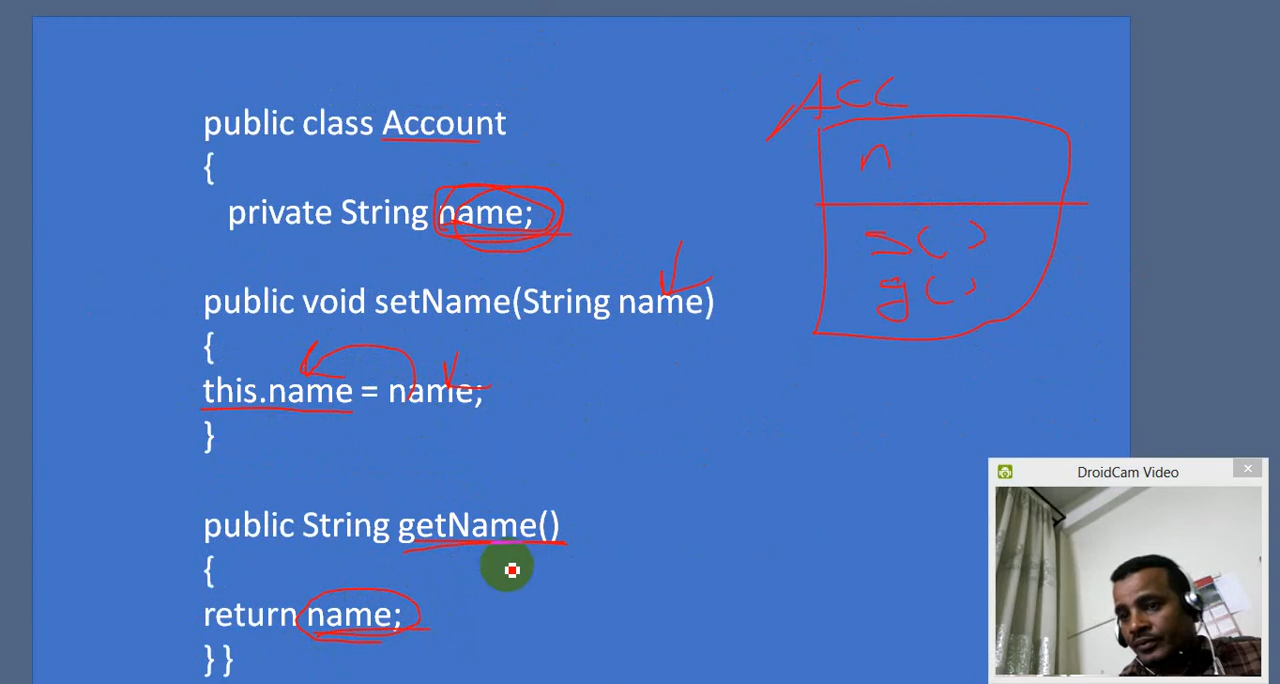 public class Account
{
private String name;
public void setName(String name)
{
this.name = name;
}
public String getName()
{
return name;
} }
ACC
n
s()
g()
DroidCam Video